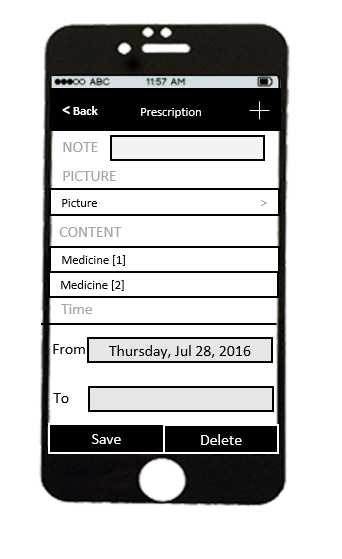 ABC 11:57 AM
< Back Prescription +
NOTE
PICTURE
Picture >
CONTENT
Medicine [1]
Medicine [2]
Time
From Thursday, Jul 28, 2016
To
Save Delete